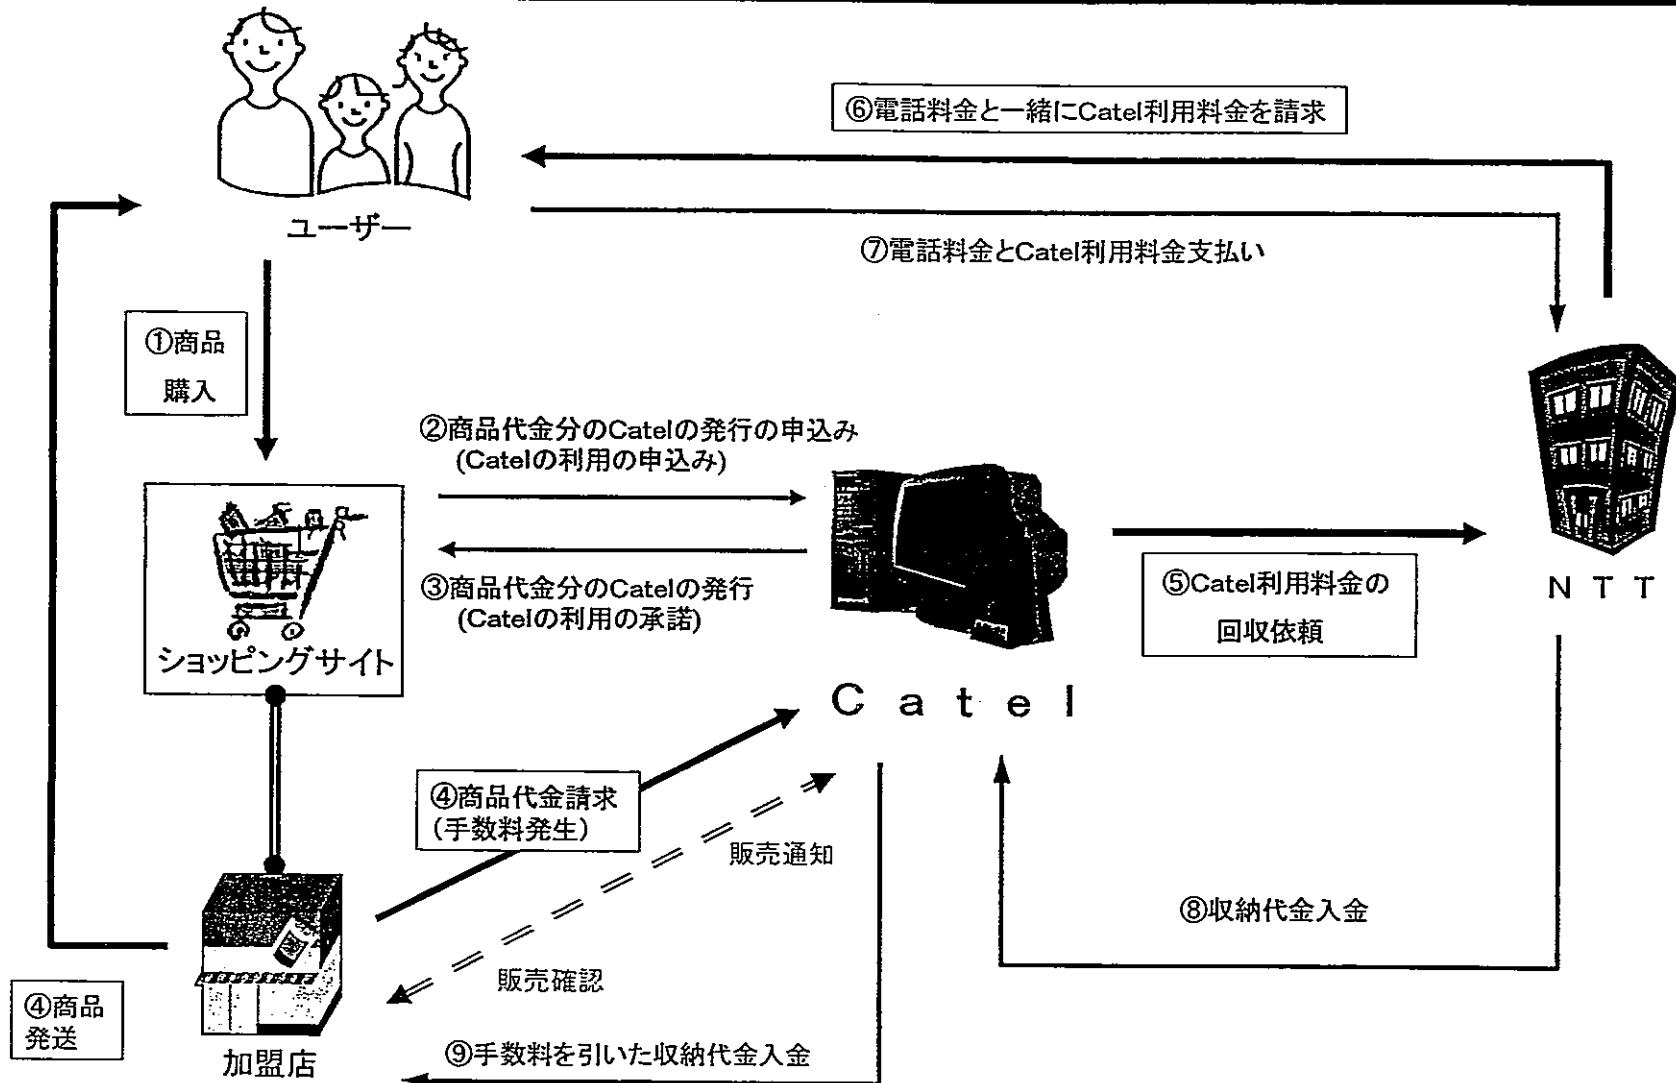 ⑥電話料金と一緒にCatel利用料金を請求
ユーザー
⑦電話料金とCatel利用料金支払い
①商品
購入
②商品代金分のCatelの発行の申込み
(Catelの利用の申込み)
③商品代金分のCatelの発行
(Catelの利用の承諾)
ショッピングサイト
Catel
⑤Catel利用料金の
回収依頼
NTT
④商品代金請求
(手数料発生)
販売通知
販売確認
⑧収納代金入金
④商品
発送
加盟店
⑨手数料を引いた収納代金入金